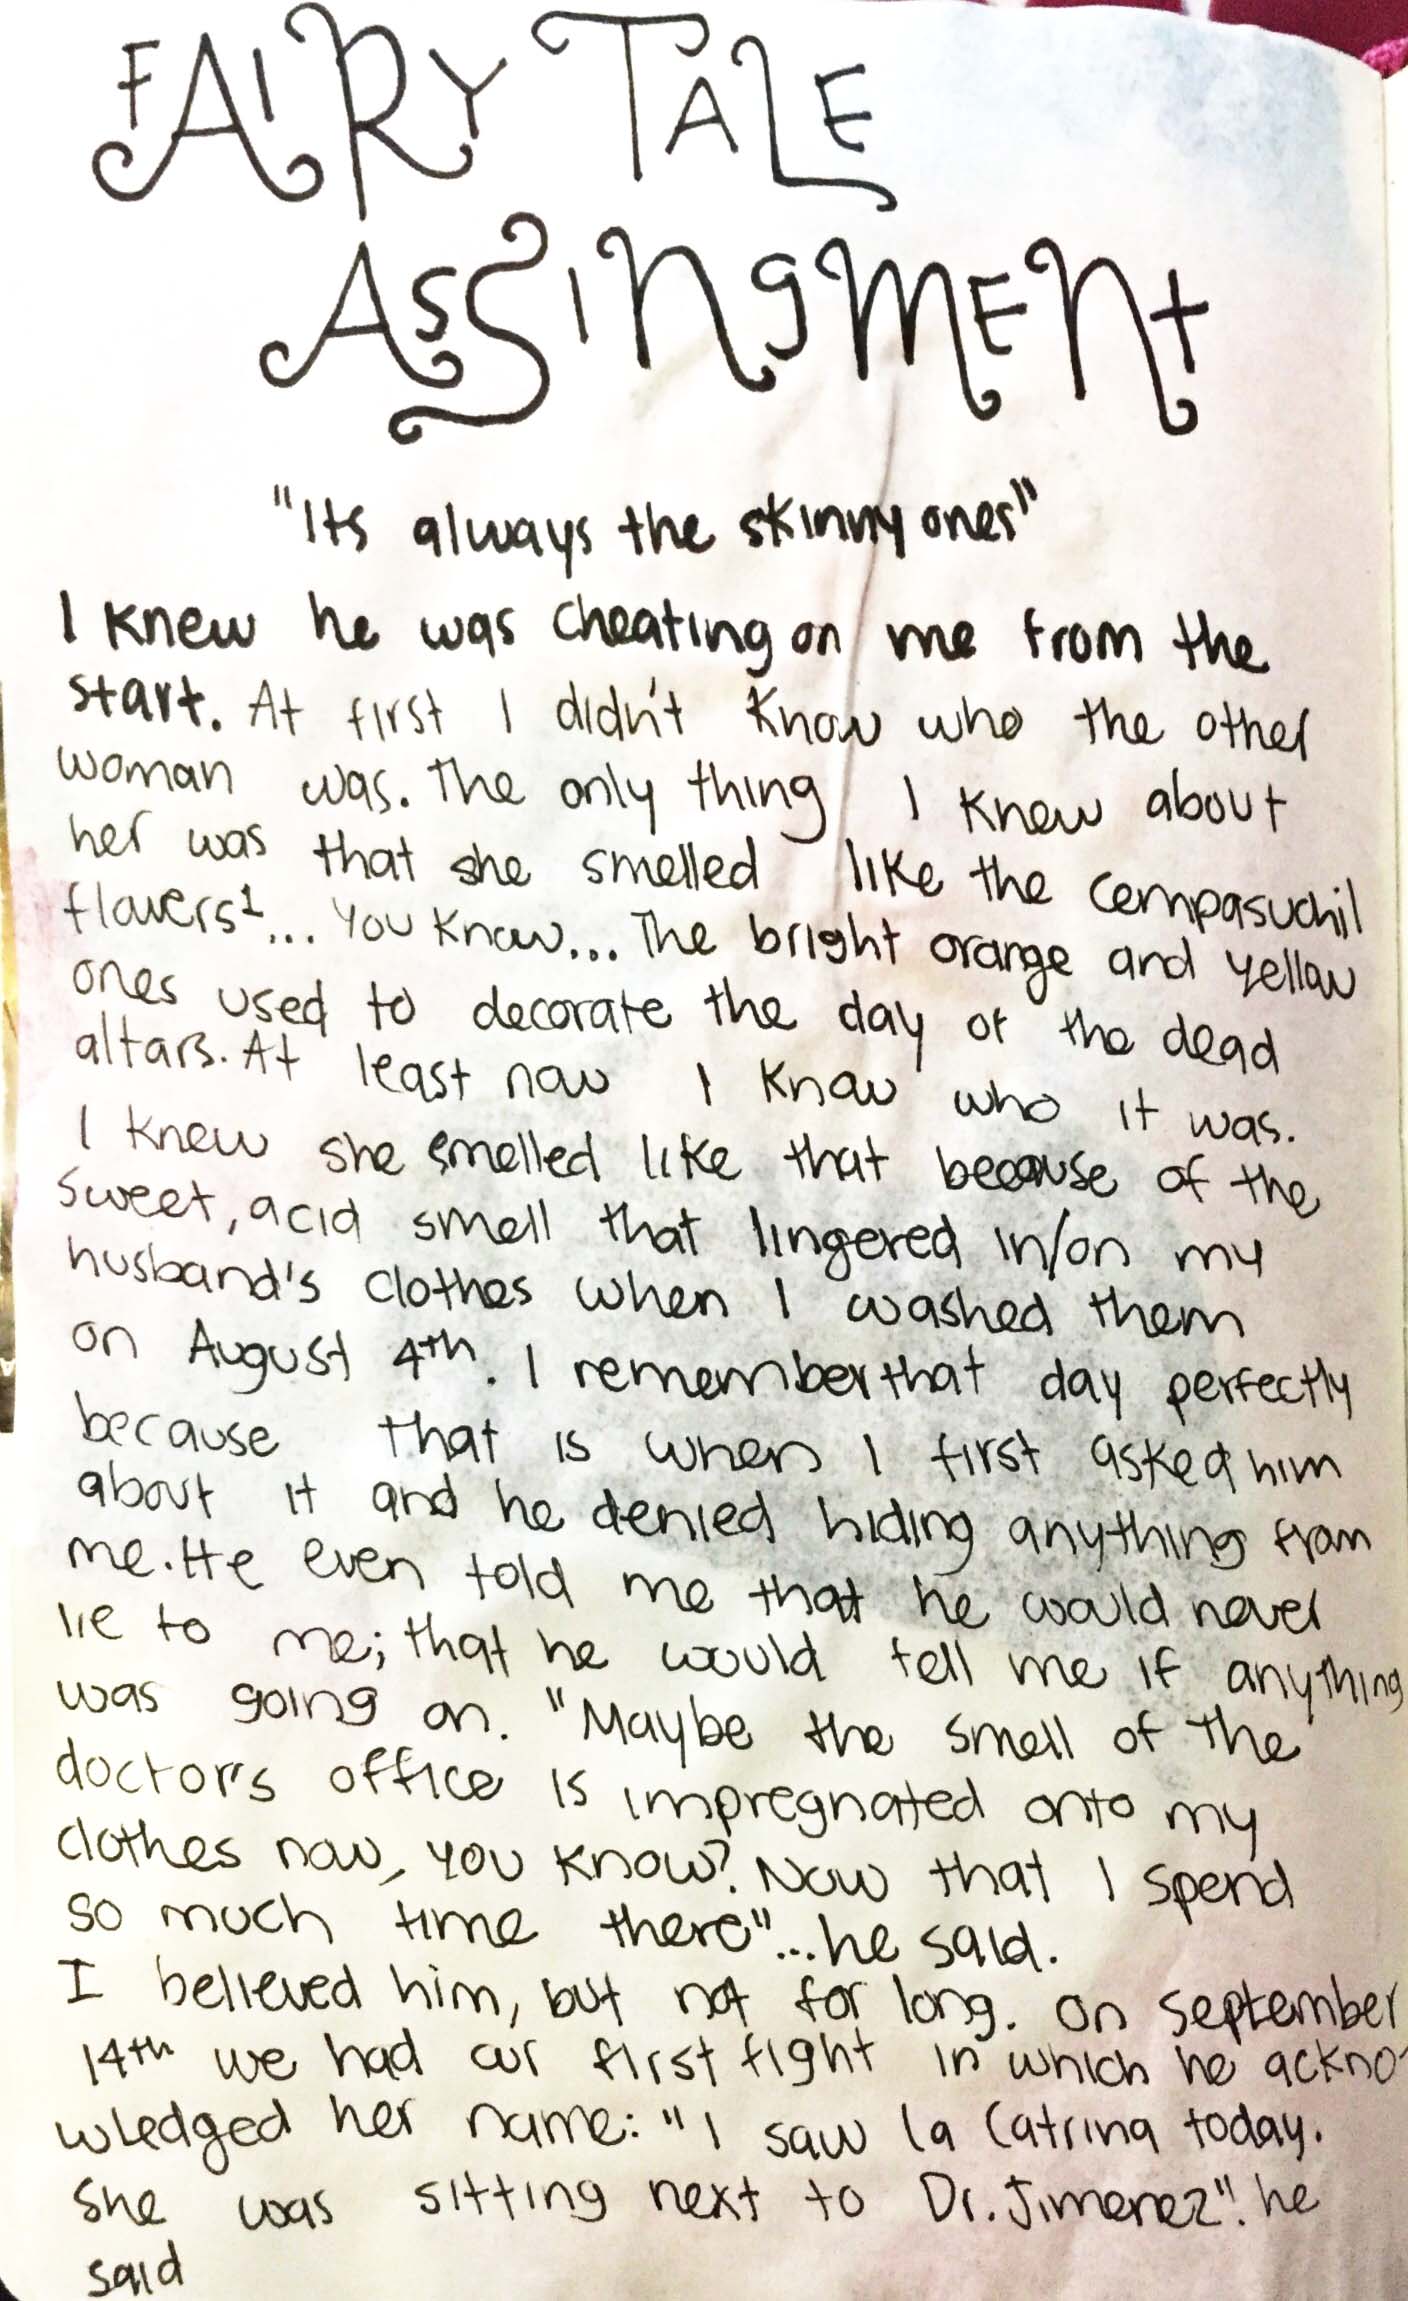 FAIRY TALE
ASSINGMENT
"Its always the skinny ones"
I knew he was cheating on me from the
start. At first I didn't know who the other
woman was. The only thing I knew about
her was that she smelled like the cempasuchil
flowers1... You know... The bright orange and yellow
ones used to decorate the day of the dead
altars. At least now I know who it was.
I knew she smelled like that because of the
sweet, acid smell that lingered in/on my
husband's clothes when I washed them
on August 4th. I remember that day perfectly
because that is when I first asked him
about it and he denied hiding anything from
me. He even told me that he would never
lie to me; that he would tell me if anything
was going on. "Maybe the smell of the
doctor's office is impregnated onto my
clothes now, you know? Now that I spend
so much time there"...he said.
I believed him, but not for long. On september
14th we had our first fight in which he ackno-
wledged her name: "I saw la Catrina today.
She was sitting next to Dr. Jimenez". he
said